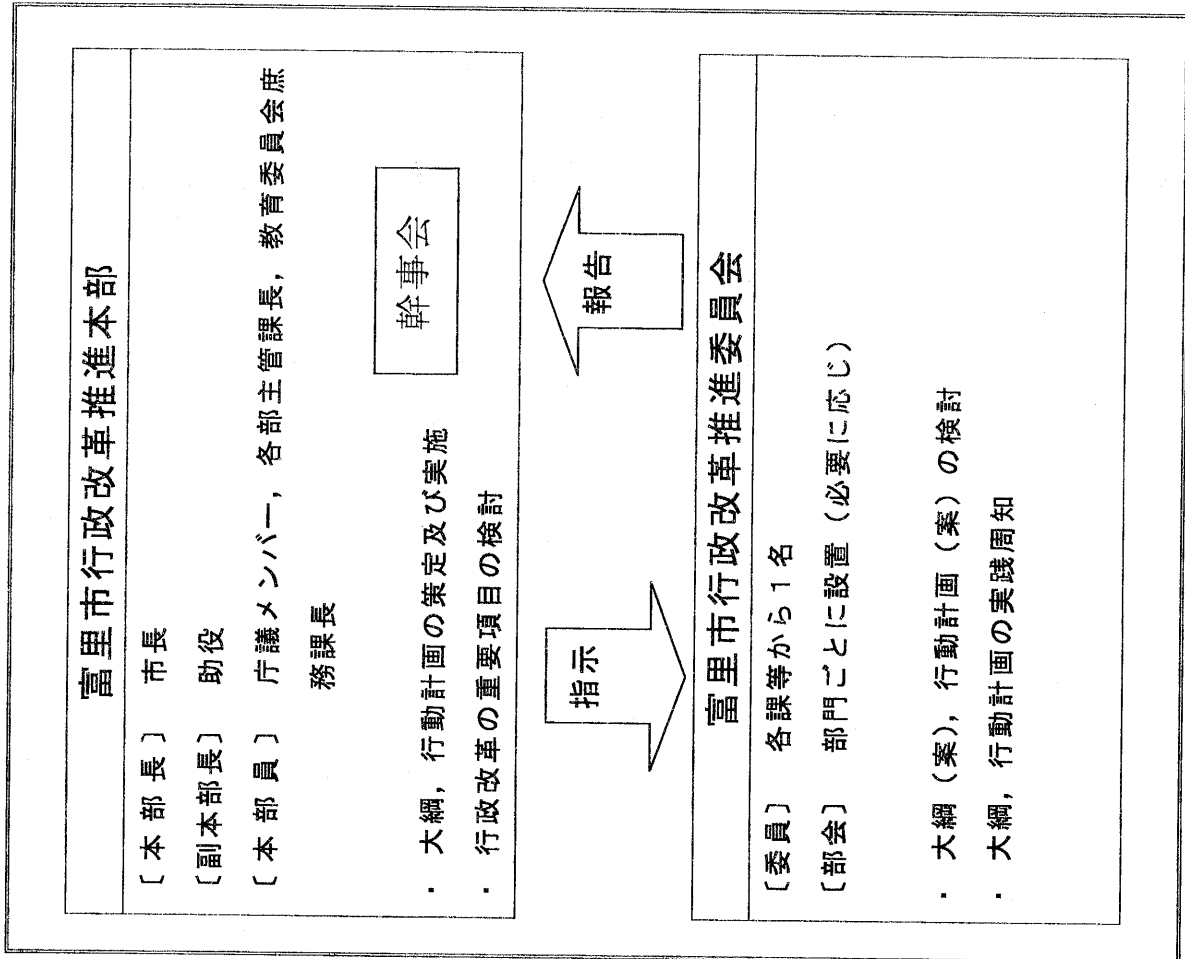 富里市行政改革推進本部
〔本部長〕 市長
〔副本部長〕 助役
〔本部員〕 庁議メンバー，各部主管課長，教育委員会庶
務課長
幹事会
・ 大綱，行動計画の策定及び実施
・ 行政改革の重要項目の検討
指示
報告
富里市行政改革推進委員会
〔委員〕 各課等から１名
〔部会〕 部門ごとに設置（必要に応じ）
・ 大綱（案），行動計画（案）の検討
・ 大綱，行動計画の実践周知